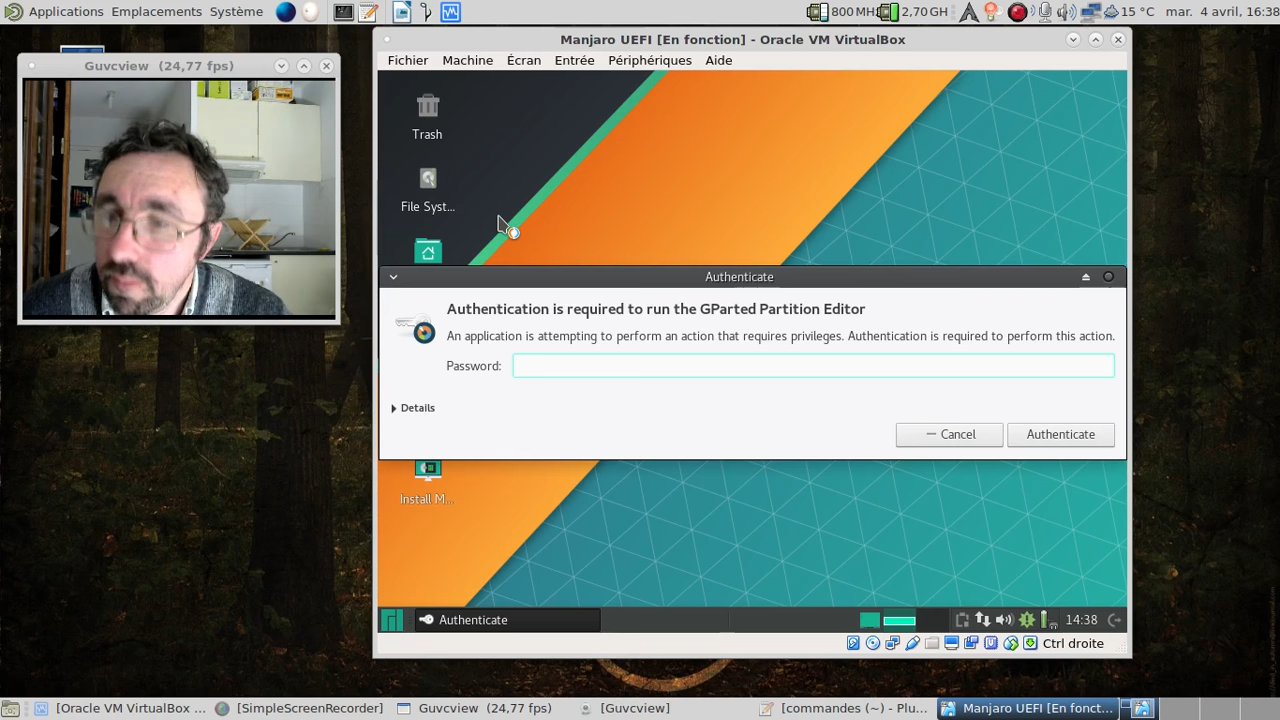 Applications Emplacements Système
800 MH 2,70 GH 15 °C mar. 4 avril, 16:38
Guvcview (24,77 fps)
Manjaro UEFI [En fonction] - Oracle VM VirtualBox
Fichier Machine Écran Entrée Périphériques Aide
Trash
File Syst...
Authenticate
Authentication is required to run the GParted Partition Editor
An application is attempting to perform an action that requires privileges. Authentication is required to perform this action.
Password:
Details
Cancel Authenticate
Install M...
Authenticate
14:38
Ctrl droite
[Oracle VM VirtualBox ... [SimpleScreenRecorder] Guvcview (24,77 fps) [Guvcview] [commandes (~) - Plu... Manjaro UEFI [En fonct...